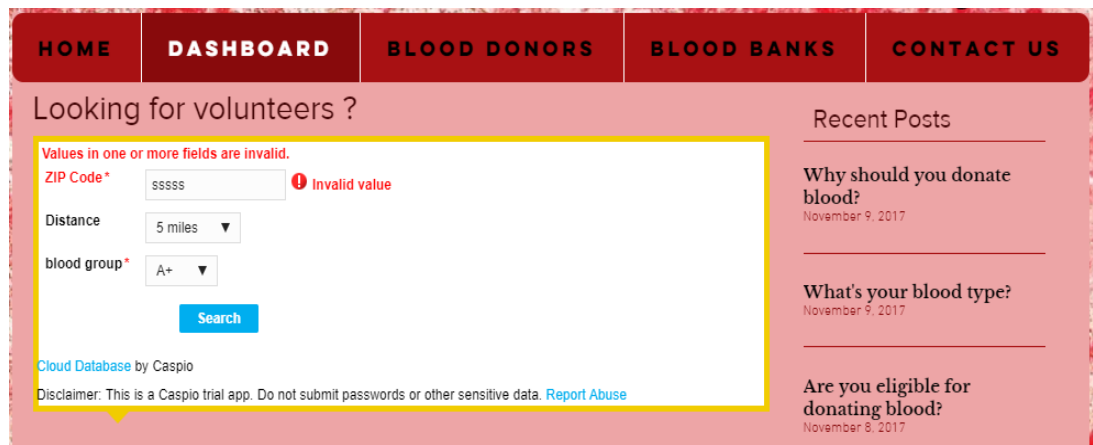 HOME DASHBOARD BLOOD DONORS BLOOD BANKS CONTACT US
Looking for volunteers ?
Values in one or more fields are invalid.
ZIP Code* sssss Invalid value
Distance 5 miles ▼
blood group* A+ ▼
Search
Cloud Database by Caspio
Disclaimer: This is a Caspio trial app. Do not submit passwords or other sensitive data. Report Abuse
Recent Posts
Why should you donate
blood?
November 9, 2017
What's your blood type?
November 9, 2017
Are you eligible for
donating blood?
November 8, 2017